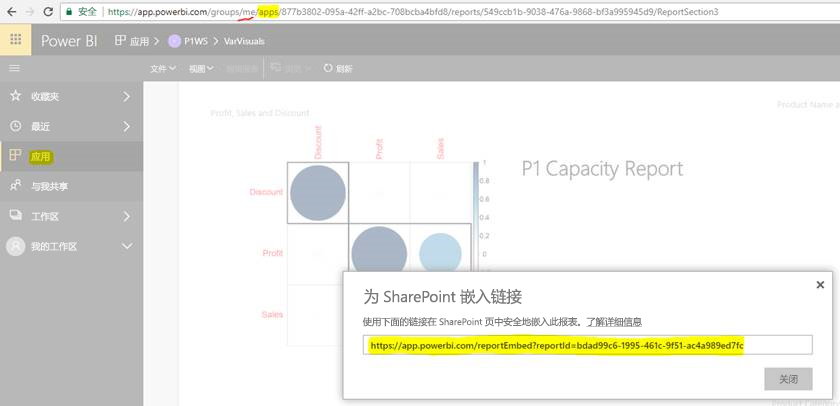 安全 https://app.powerbi.com/groups/me/apps/877b3802-095a-42ff-a2bc-708bcba4bfd8/reports/549ccb1b-9038-476a-9868-bf3a995945d9/ReportSection3
Power BI 应用 P1WS VarVisuals
文件 视图 刷新
收藏夹
最近
应用
与我共享
工作区
我的工作区
Profit, Sales and Discount
Product Name a
Discount Profit Sales
Discount
Profit
Sales
1
0.8
0.6
0.4
0.2
0
P1 Capacity Report
为 SharePoint 嵌入链接
使用下面的链接在 SharePoint 页中安全地嵌入此报表。了解详细信息
https://app.powerbi.com/reportEmbed?reportId=bdad99c6-1995-461c-9f51-ac4a989ed7fc
关闭
Product Categor